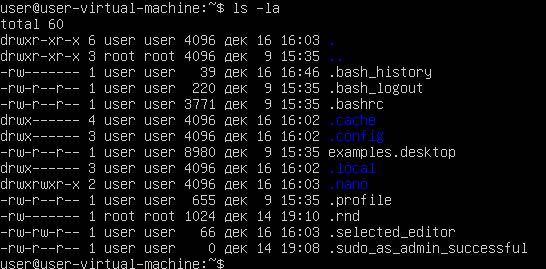 user@user-virtual-machine:~$ ls -la
total 60
drwxr-xr-x 6 user user 4096 дек 16 16:03 .
drwxr-xr-x 3 root root 4096 дек  9 15:35 ..
-rw------- 1 user user   39 дек 16 16:46 .bash_history
-rw-r--r-- 1 user user  220 дек  9 15:35 .bash_logout
-rw-r--r-- 1 user user 3771 дек  9 15:35 .bashrc
drwx------ 4 user user 4096 дек 16 16:02 .cache
drwx------ 3 user user 4096 дек 16 16:02 .config
-rw-r--r-- 1 user user 8980 дек  9 15:35 examples.desktop
drwx------ 3 user user 4096 дек 16 16:02 .local
drwxrwxr-x 2 user user 4096 дек 16 16:03 .nano
-rw-r--r-- 1 user user  655 дек  9 15:35 .profile
-rw------- 1 root root 1024 дек 14 19:10 .rnd
-rw-rw-r-- 1 user user   66 дек 16 16:03 .selected_editor
-rw-r--r-- 1 user user    0 дек 14 19:08 .sudo_as_admin_successful
user@user-virtual-machine:~$